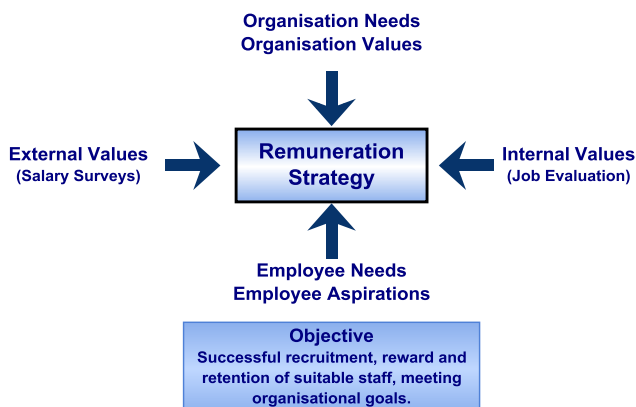 Organisation Needs
Organisation Values
External Values
(Salary Surveys)
Remuneration
Strategy
Internal Values
(Job Evaluation)
Employee Needs
Employee Aspirations
Objective
Successful recruitment, reward and
retention of suitable staff, meeting
organisational goals.